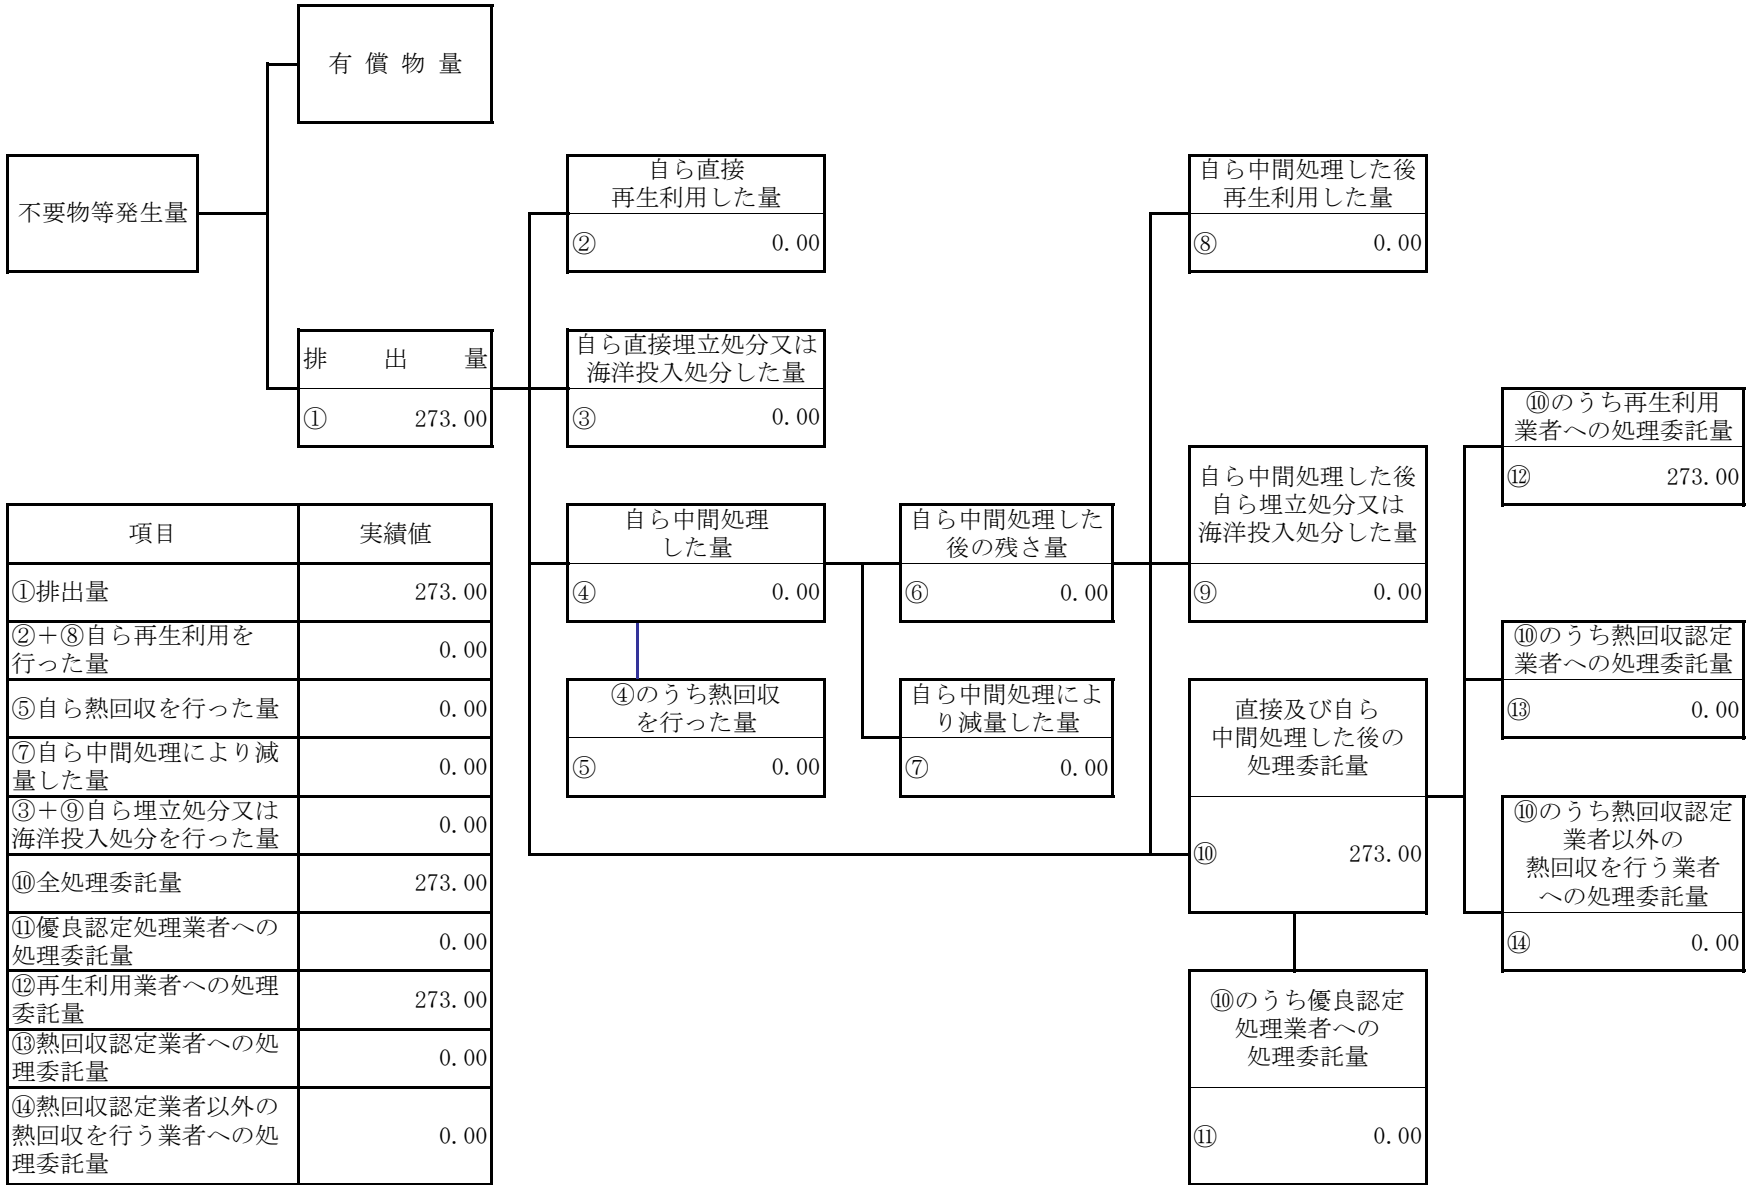 有 償 物 量
不要物等発生量
排 出 量
① 273.00
自ら直接
再生利用した量
② 0.00
自ら直接埋立処分又は
海洋投入処分した量
③ 0.00
自ら中間処理
した量
④ 0.00
④のうち熱回収
を行った量
⑤ 0.00
自ら中間処理した
後の残さ量
⑥ 0.00
自ら中間処理によ
り減量した量
⑦ 0.00
自ら中間処理した後
再生利用した量
⑧ 0.00
自ら中間処理した後
自ら埋立処分又は
海洋投入処分した量
⑨ 0.00
直接及び自ら
中間処理した後の
処理委託量
⑩ 273.00
⑩のうち優良認定
処理業者への
処理委託量
⑪ 0.00
⑩のうち再生利用
業者への処理委託量
⑫ 273.00
⑩のうち熱回収認定
業者への処理委託量
⑬ 0.00
⑩のうち熱回収認定
業者以外の
熱回収を行う業者
への処理委託量
⑭ 0.00
項目 実績値
①排出量 273.00
②＋⑧自ら再生利用を
行った量 0.00
⑤自ら熱回収を行った量 0.00
⑦自ら中間処理により減
量した量 0.00
③＋⑨自ら埋立処分又は
海洋投入処分を行った量 0.00
⑩全処理委託量 273.00
⑪優良認定処理業者への
処理委託量 0.00
⑫再生利用業者への処理
委託量 273.00
⑬熱回収認定業者への処
理委託量 0.00
⑭熱回収認定業者以外の
熱回収を行う業者への処
理委託量 0.00